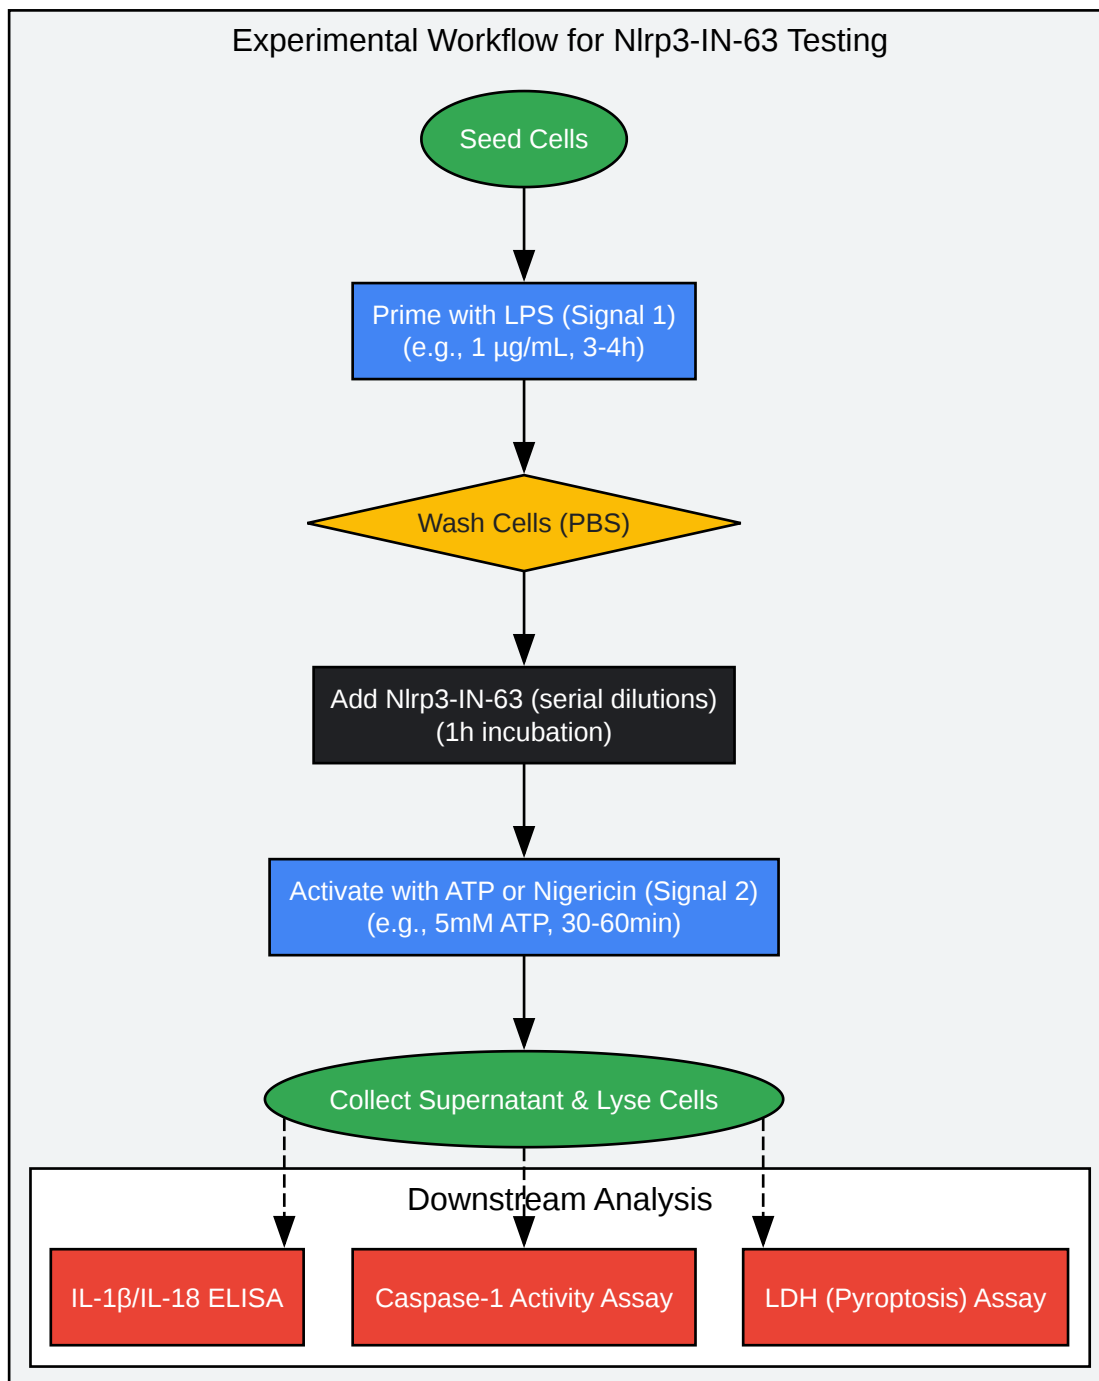 Experimental Workflow for Nlrp3-IN-63 Testing
Seed Cells
Prime with LPS (Signal 1)
(e.g., 1 µg/mL, 3-4h)
Wash Cells (PBS)
Add Nlrp3-IN-63 (serial dilutions)
(1h incubation)
Activate with ATP or Nigericin (Signal 2)
(e.g., 5mM ATP, 30-60min)
Collect Supernatant & Lyse Cells
Downstream Analysis
IL-1β/IL-18 ELISA
Caspase-1 Activity Assay
LDH (Pyroptosis) Assay